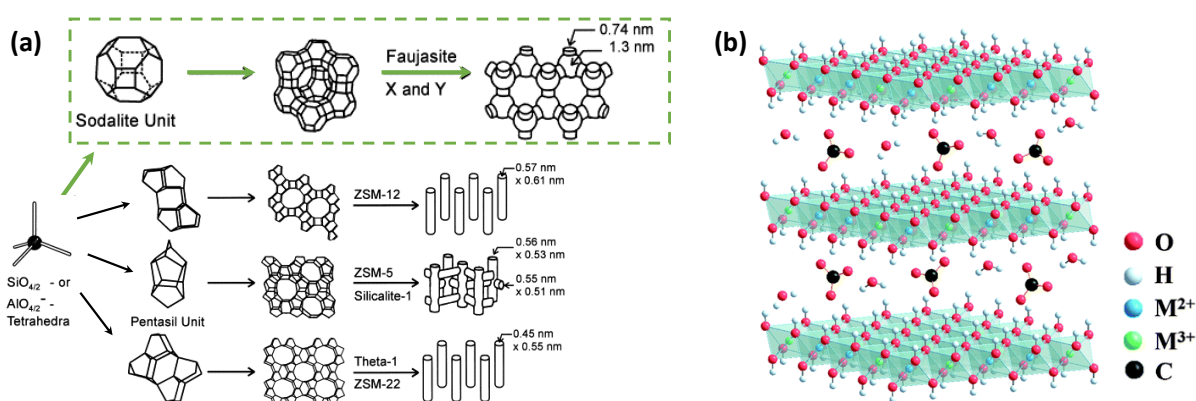 (a)
Sodalite Unit
Faujasite
X and Y
0.74 nm
1.3 nm
SiO4/2 - or
AlO4/2⁻ -
Tetrahedra
Pentasil Unit
ZSM-12
0.57 nm
x 0.61 nm
ZSM-5
Silicalite-1
0.56 nm
x 0.53 nm
0.55 nm
x 0.51 nm
Theta-1
ZSM-22
0.45 nm
x 0.55 nm
(b)
O
H
M²⁺
M³⁺
C